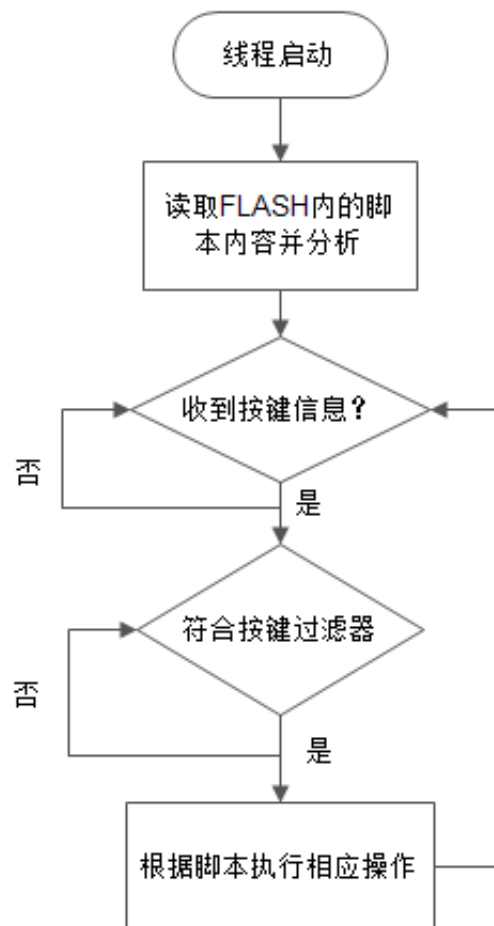 线程启动
读取FLASH内的脚
本内容并分析
收到按键信息？
否
是
符合按键过滤器
否
是
根据脚本执行相应操作